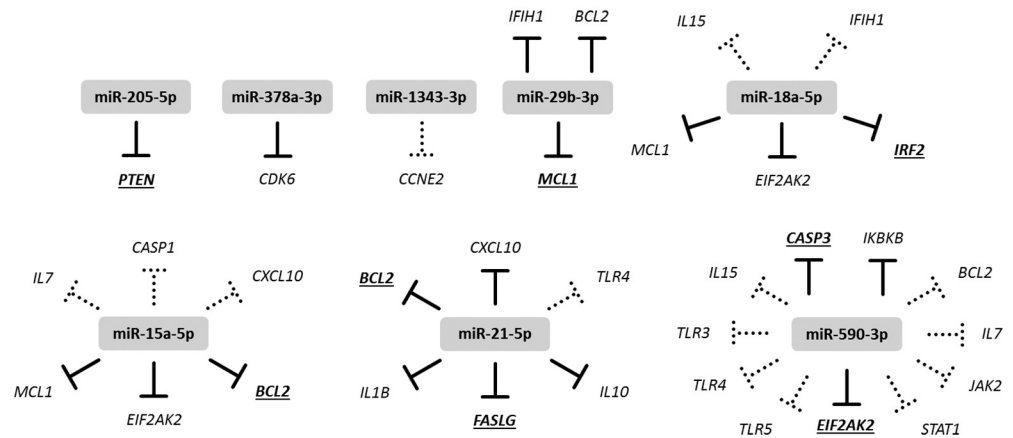 IFIH1 BCL2
IL15 IFIH1
miR-205-5p miR-378a-3p miR-1343-3p miR-29b-3p miR-18a-5p
MCL1 IRF2
PTEN CDK6 CCNE2 MCL1 EIF2AK2
CASP3 IKBKB
CASP1 CXCL10
IL7 CXCL10 BCL2 TLR4 IL15 BCL2
miR-15a-5p miR-21-5p TLR3 miR-590-3p IL7
MCL1 BCL2 IL1B IL10 TLR4 JAK2
EIF2AK2 FASLG TLR5 EIF2AK2 STAT1